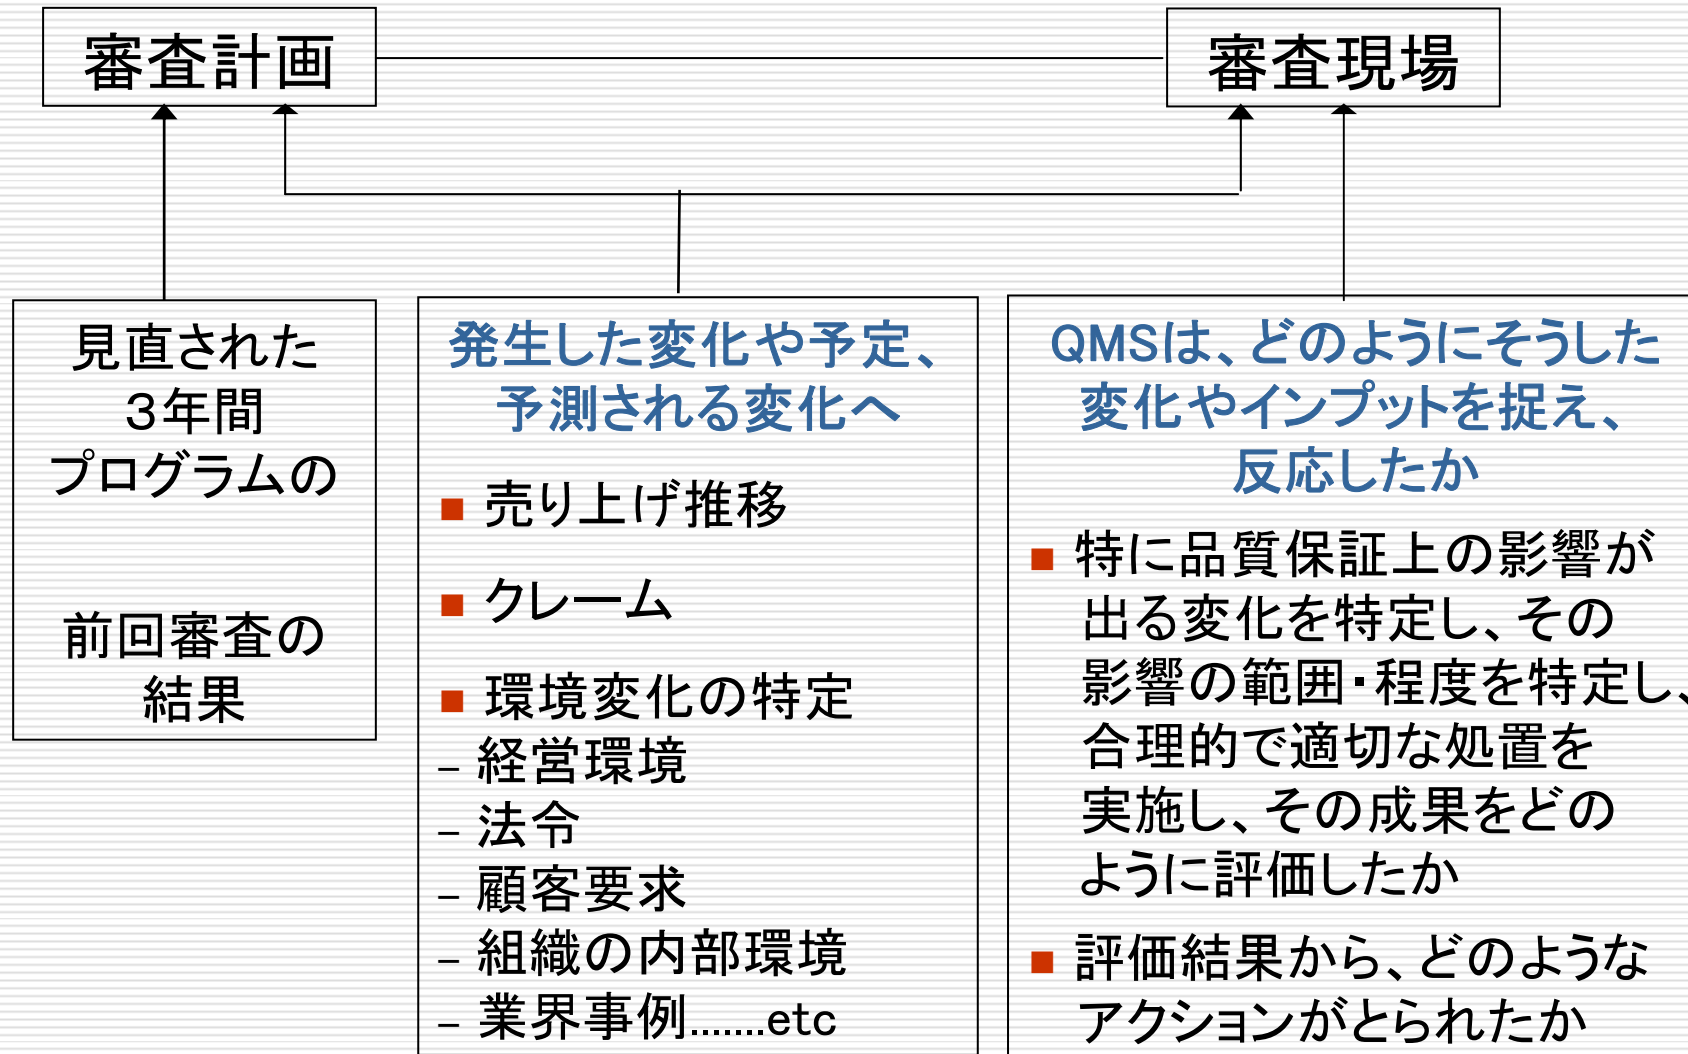 審査計画
審査現場
見直された
３年間
プログラムの
前回審査の
結果
発生した変化や予定、
予測される変化へ
■ 売り上げ推移
■ クレーム
■ 環境変化の特定
– 経営環境
– 法令
– 顧客要求
– 組織の内部環境
– 業界事例.......etc
QMSは、どのようにそうした
変化やインプットを捉え、
反応したか
■ 特に品質保証上の影響が
出る変化を特定し、その
影響の範囲・程度を特定し、
合理的で適切な処置を
実施し、その成果をどの
ように評価したか
■ 評価結果から、どのような
アクションがとられたか